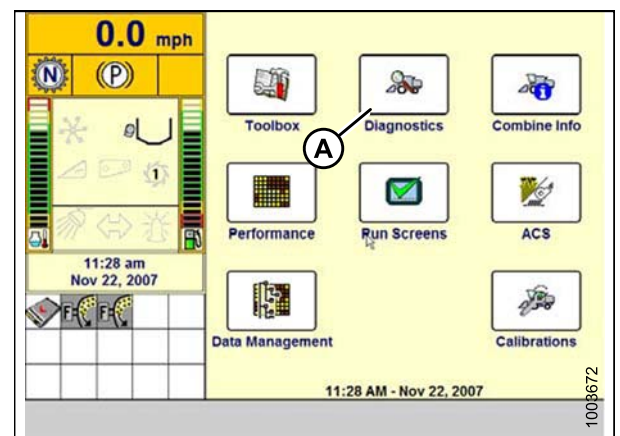 0.0 mph
N (P)
1
11:28 am
Nov 22, 2007
F F
Toolbox Diagnostics Combine Info
A
Performance Run Screens ACS
Data Management Calibrations
11:28 AM - Nov 22, 2007
1003672